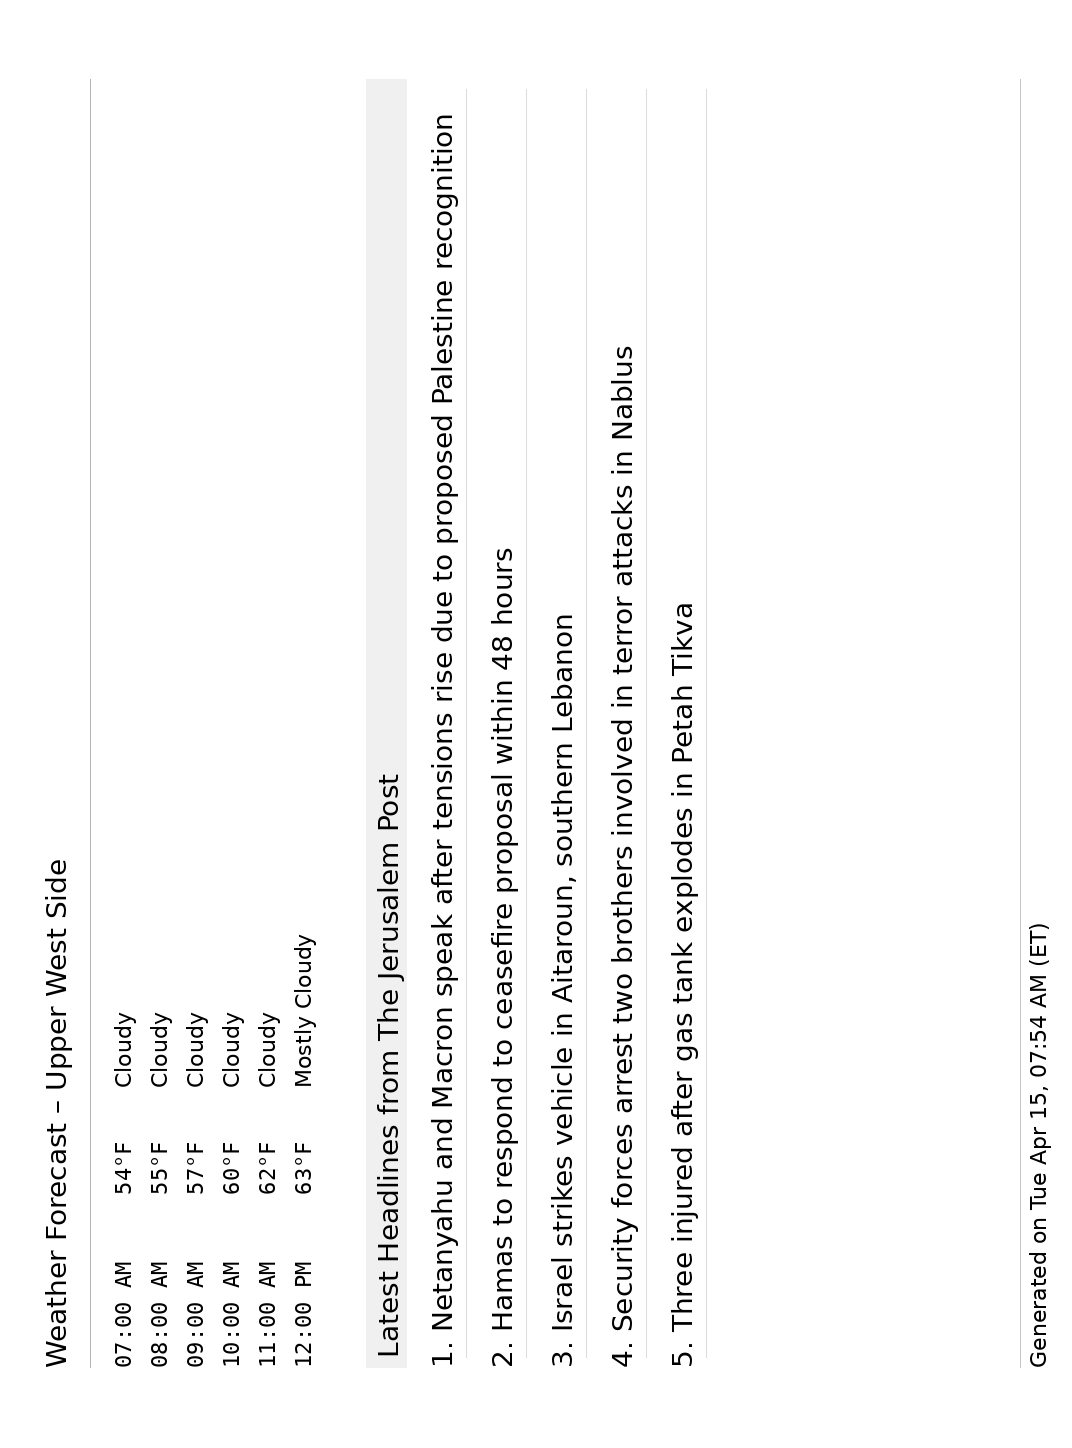 Weather Forecast – Upper West Side
07:00 AM 54°F Cloudy
08:00 AM 55°F Cloudy
09:00 AM 57°F Cloudy
10:00 AM 60°F Cloudy
11:00 AM 62°F Cloudy
12:00 PM 63°F Mostly Cloudy
Latest Headlines from The Jerusalem Post
1. Netanyahu and Macron speak after tensions rise due to proposed Palestine recognition
2. Hamas to respond to ceasefire proposal within 48 hours
3. Israel strikes vehicle in Aitaroun, southern Lebanon
4. Security forces arrest two brothers involved in terror attacks in Nablus
5. Three injured after gas tank explodes in Petah Tikva
Generated on Tue Apr 15, 07:54 AM (ET)